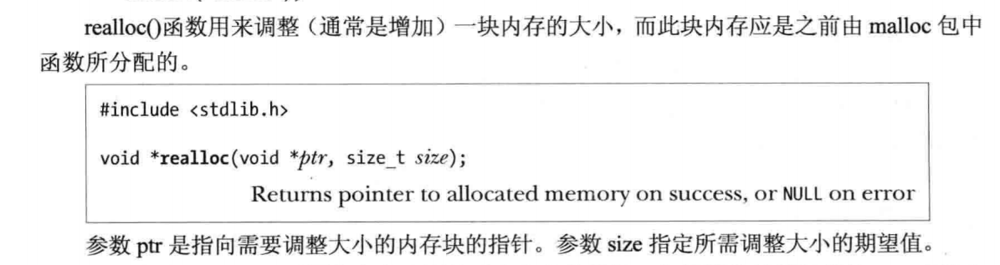 realloc()函数用来调整（通常是增加）一块内存的大小，而此块内存应是之前由 malloc 包中
函数所分配的。
#include <stdlib.h>
void *realloc(void *ptr, size_t size);
Returns pointer to allocated memory on success, or NULL on error
参数 ptr 是指向需要调整大小的内存块的指针。参数 size 指定所需调整大小的期望值。